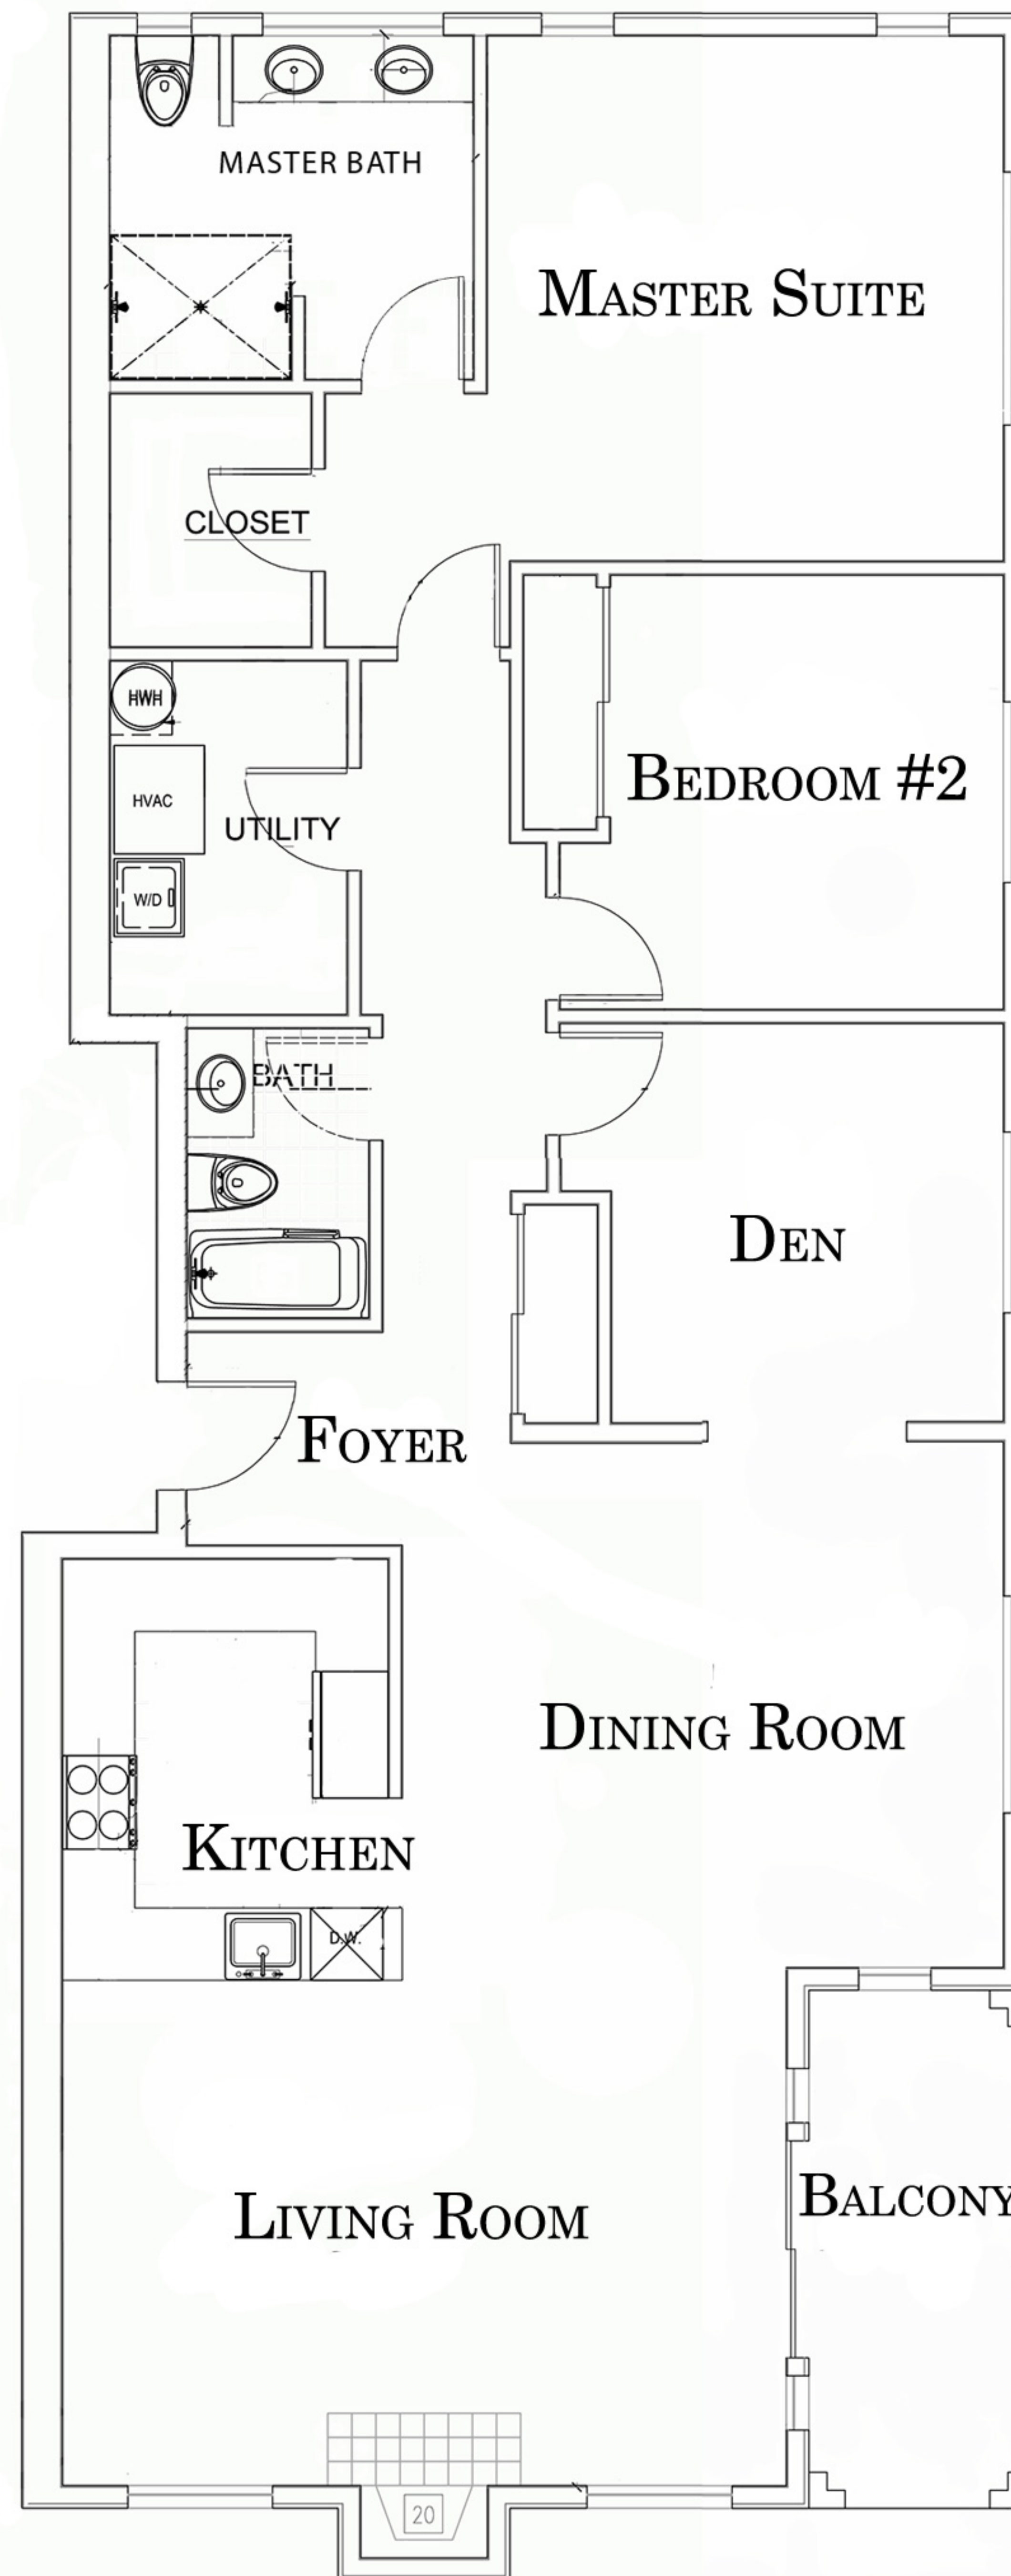 MASTER BATH
MASTER SUITE
CLOSET
HWH
HVAC
UTILITY
W/D
BEDROOM #2
BATH
DEN
FOYER
DINING ROOM
KITCHEN
D.W.
LIVING ROOM
BALCONY
20